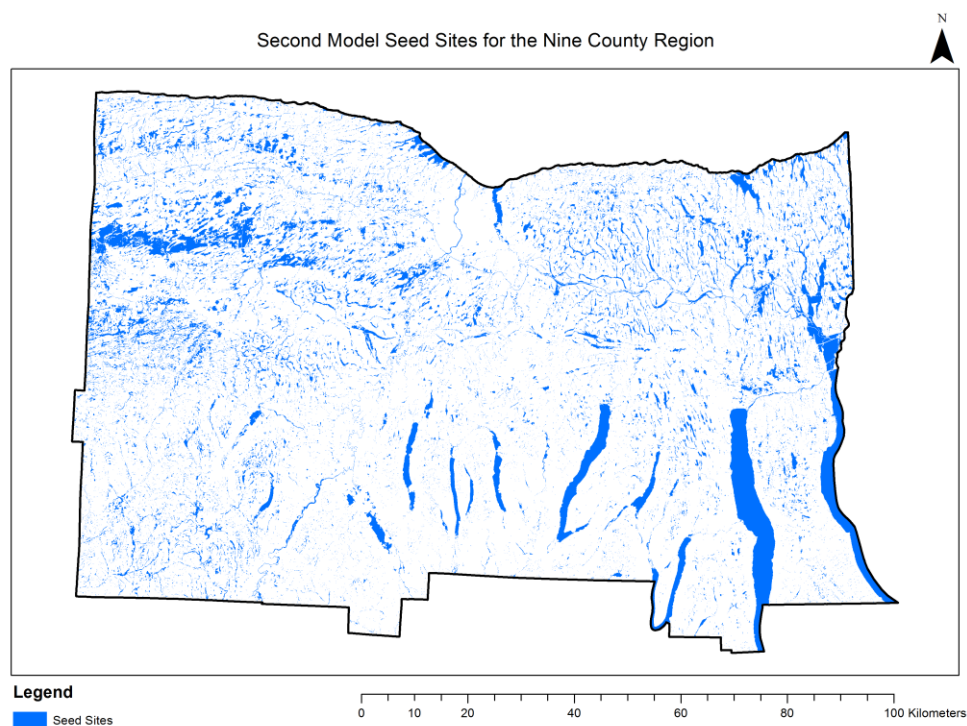 N
Second Model Seed Sites for the Nine County Region
Legend
Seed Sites
0 10 20 40 60 80 100 Kilometers